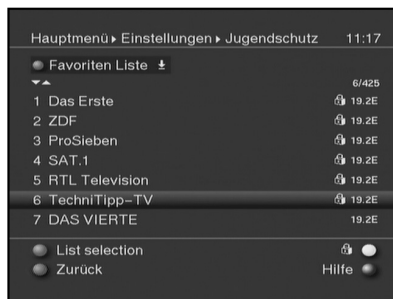 Hauptmenü ▸ Einstellungen ▸ Jugendschutz 11:17
Favoriten Liste
6/425
1 Das Erste 19.2E
2 ZDF 19.2E
3 ProSieben 19.2E
4 SAT.1 19.2E
5 RTL Television 19.2E
6 TechniTipp-TV 19.2E
7 DAS VIERTE 19.2E
List selection
Zurück Hilfe